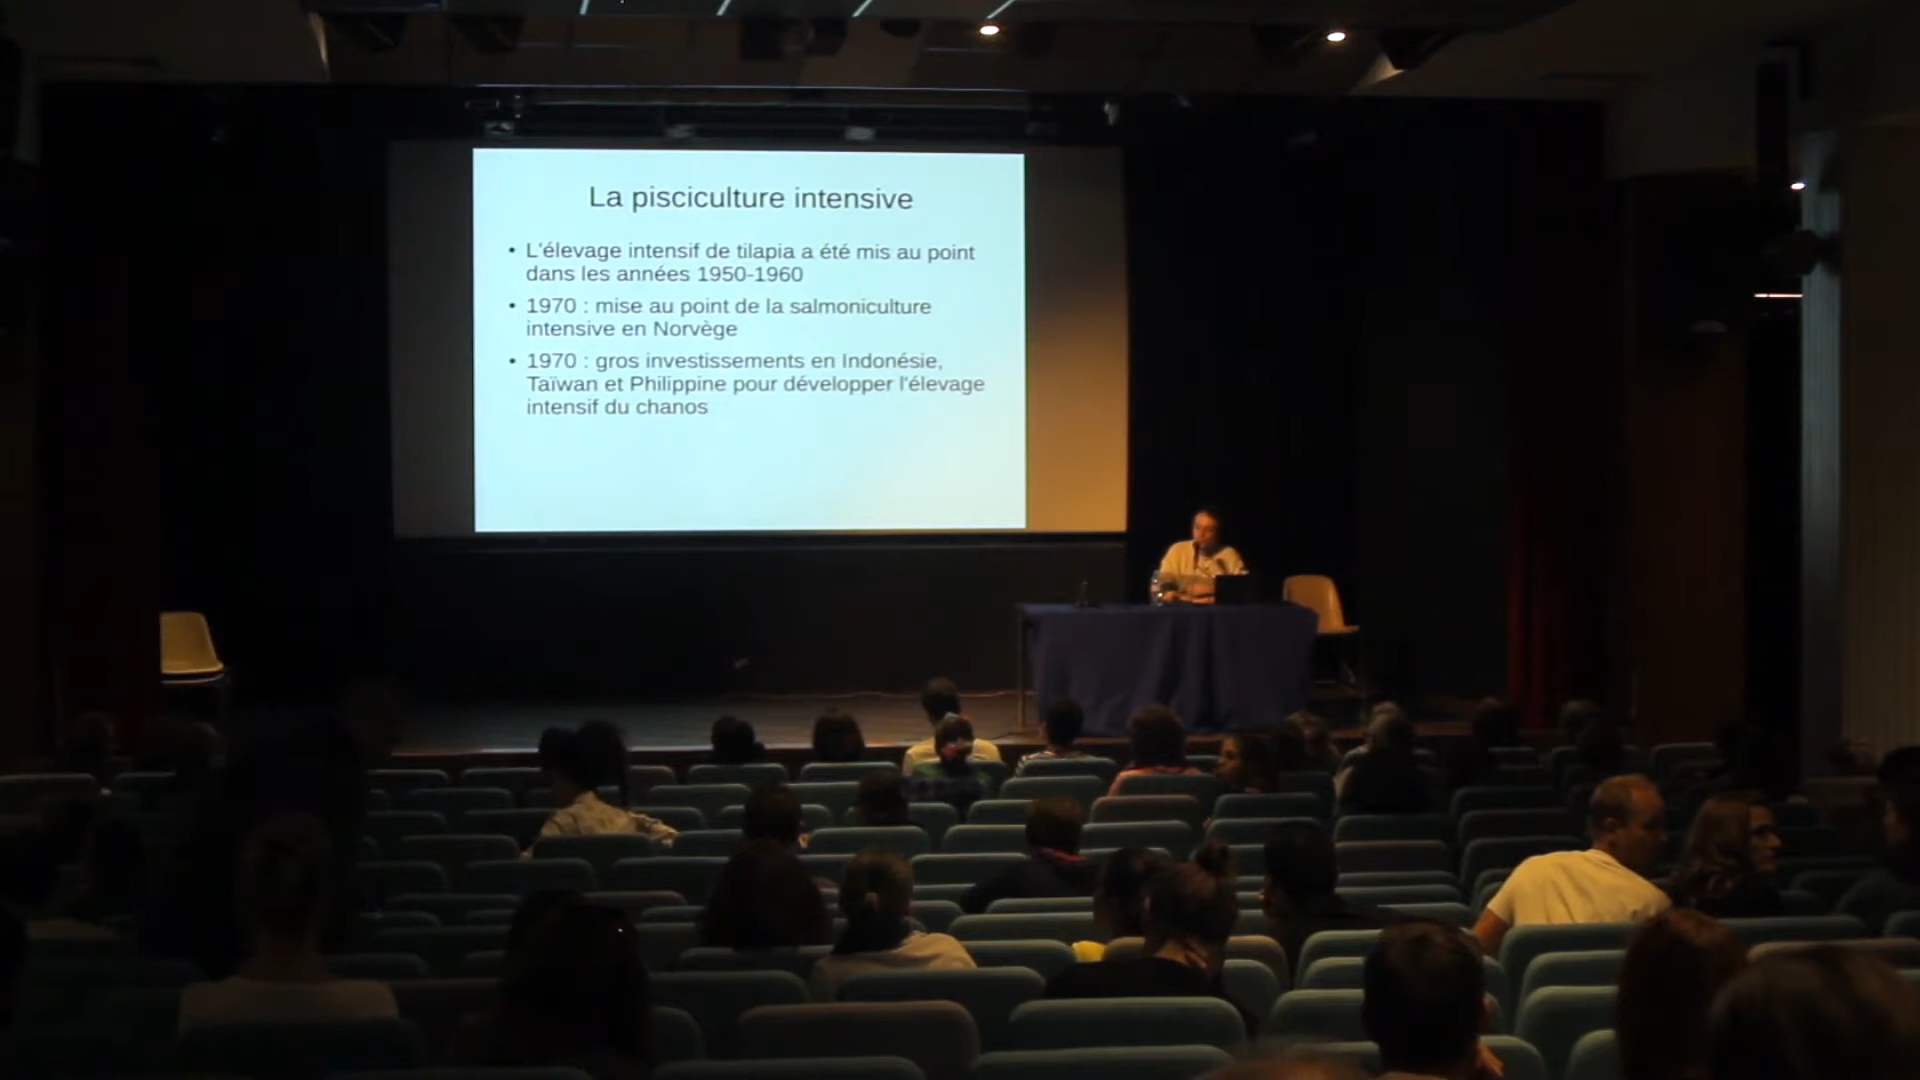 La pisciculture intensive
• L'élevage intensif de tilapia a été mis au point
dans les années 1950-1960
• 1970 : mise au point de la salmoniculture
intensive en Norvège
• 1970 : gros investissements en Indonésie,
Taïwan et Philippine pour développer l'élevage
intensif du chanos